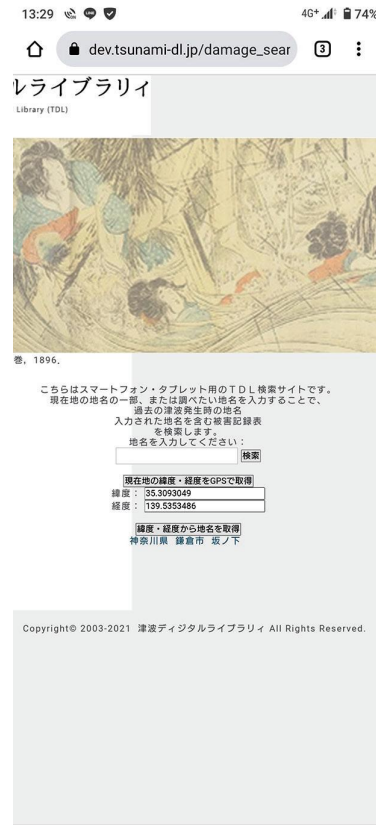 13:29 LINE 4G+ 74%
dev.tsunami-dl.jp/damage_sear 3
ルライブラリィ
Library (TDL)
巻, 1896.
こちらはスマートフォン・タブレット用のＴＤＬ検索サイトです。
現在地の地名の一部、または調べたい地名を入力することで、
過去の津波発生時の地名
入力された地名を含む被害記録表
を検索します。
地名を入力してください：
検索
現在地の緯度・経度をGPSで取得
緯度： 35.3093049
経度： 139.5353486
緯度・経度から地名を取得
神奈川県 鎌倉市 坂ノ下
Copyright© 2003-2021 津波ディジタルライブラリィ All Rights Reserved.